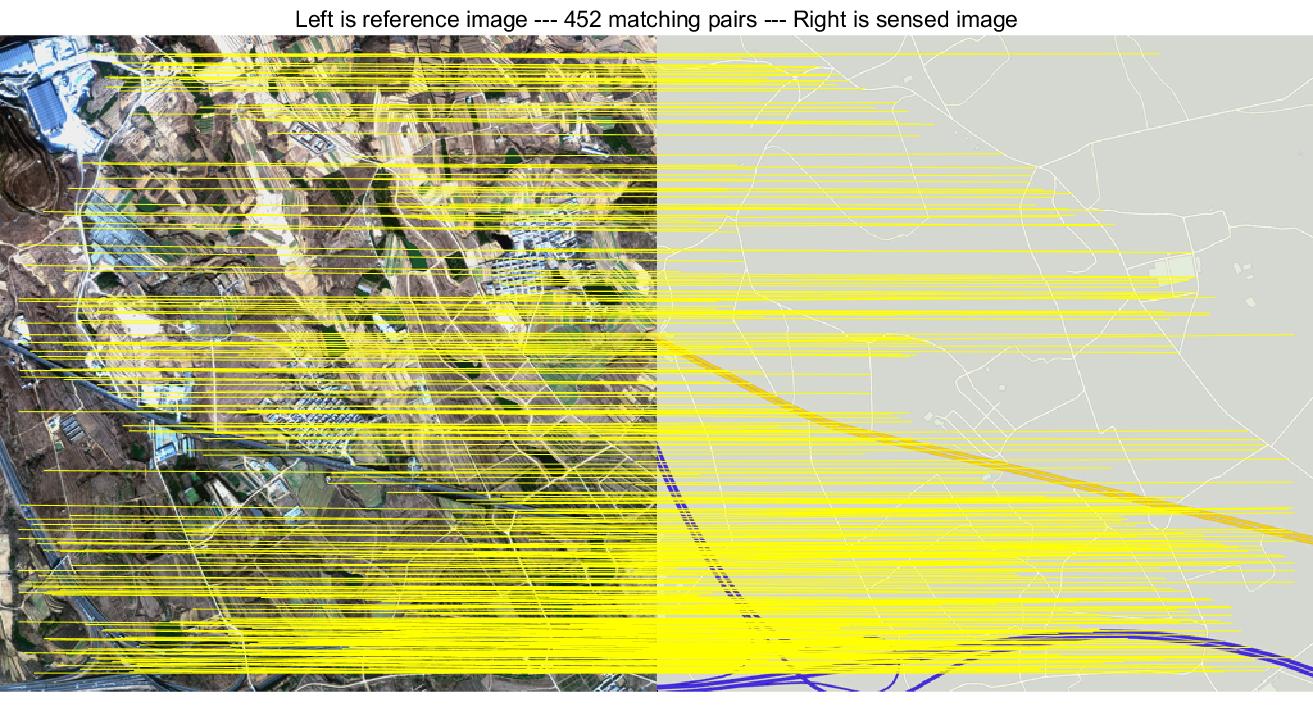 Left is reference image --- 452 matching pairs --- Right is sensed image